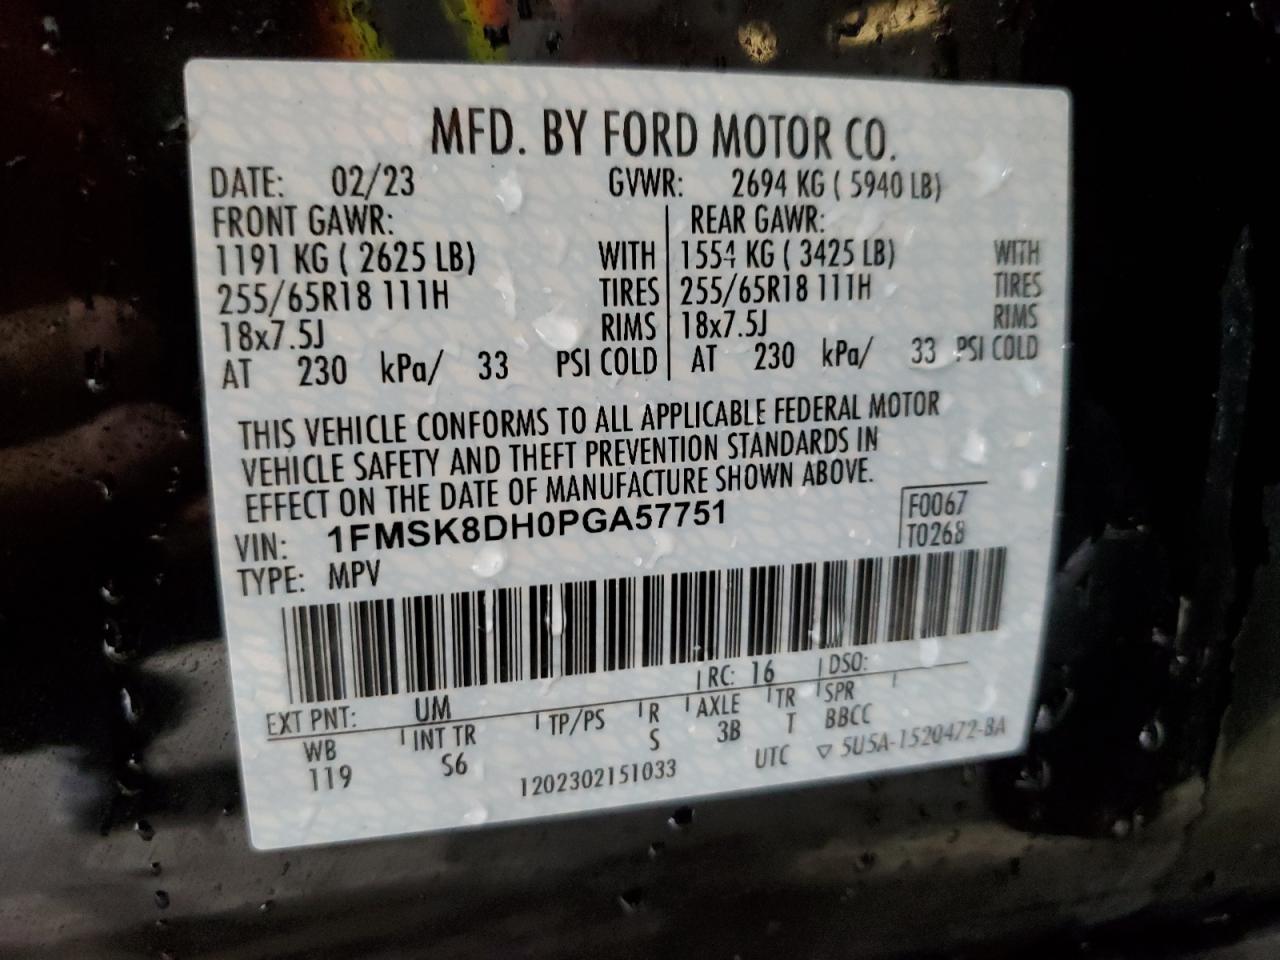 MFD. BY FORD MOTOR CO.
DATE: 02/23 GVWR: 2694 KG ( 5940 LB)
FRONT GAWR: REAR GAWR:
1191 KG ( 2625 LB) WITH 1554 KG ( 3425 LB) WITH
255/65R18 111H TIRES 255/65R18 111H TIRES
18x7.5J RIMS 18x7.5J RIMS
AT 230 kPa/ 33 PSI COLD AT 230 kPa/ 33 PSI COLD
THIS VEHICLE CONFORMS TO ALL APPLICABLE FEDERAL MOTOR
VEHICLE SAFETY AND THEFT PREVENTION STANDARDS IN
EFFECT ON THE DATE OF MANUFACTURE SHOWN ABOVE.
VIN: 1FMSK8DH0PGA57751 F0067
TYPE: MPV T0268
EXT PNT: UM RC: 16 DSO:
WB INT TR TP/PS R AXLE TR SPR
119 S6 S 3B T BBCC
1202302151033 UTC ▽ 5U5A-1520472-BA